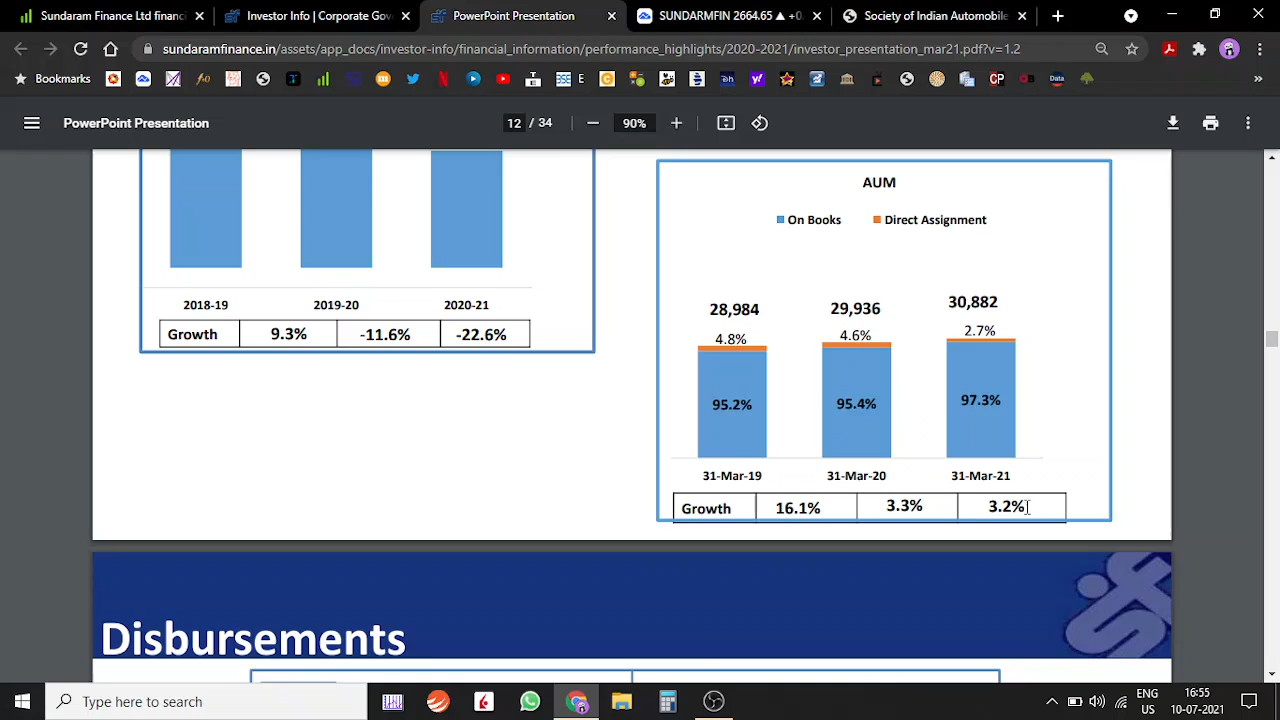 Sundaram Finance Ltd financi
Investor Info | Corporate Gov
PowerPoint Presentation
SUNDARMFIN 2664.65 ▲ +0.
Society of Indian Automobile
sundaramfinance.in/assets/app_docs/investor-info/financial_information/performance_highlights/2020-2021/investor_presentation_mar21.pdf?v=1.2
Bookmarks
E
PowerPoint Presentation
12 / 34
90%
2018-19 2019-20 2020-21
Growth 9.3% -11.6% -22.6%
AUM
On Books Direct Assignment
28,984 29,936 30,882
4.8% 4.6% 2.7%
95.2% 95.4% 97.3%
31-Mar-19 31-Mar-20 31-Mar-21
Growth 16.1% 3.3% 3.2%
Disbursements
Type here to search
ENG
US
16:55
10-07-2021